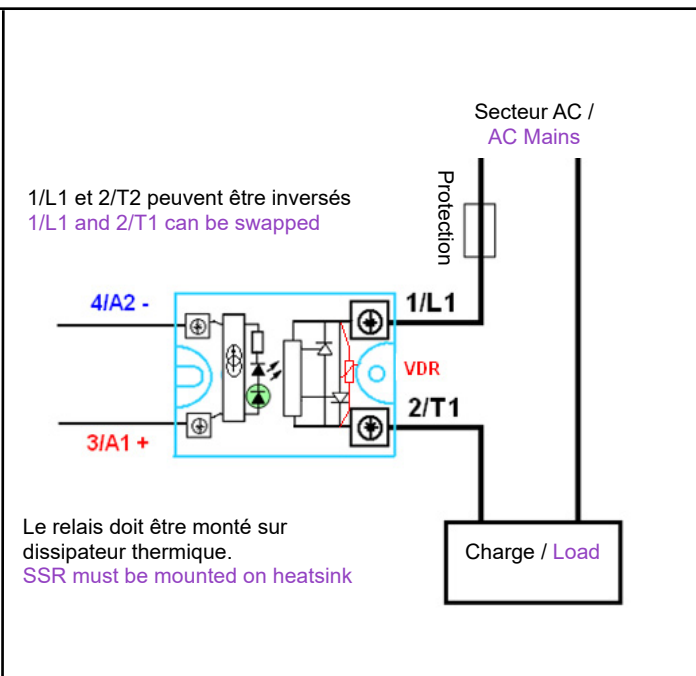 Secteur AC /
AC Mains
1/L1 et 2/T2 peuvent être inversés
1/L1 and 2/T1 can be swapped
Protection
4/A2 -
1/L1
VDR
2/T1
3/A1 +
Le relais doit être monté sur
dissipateur thermique.
SSR must be mounted on heatsink
Charge / Load